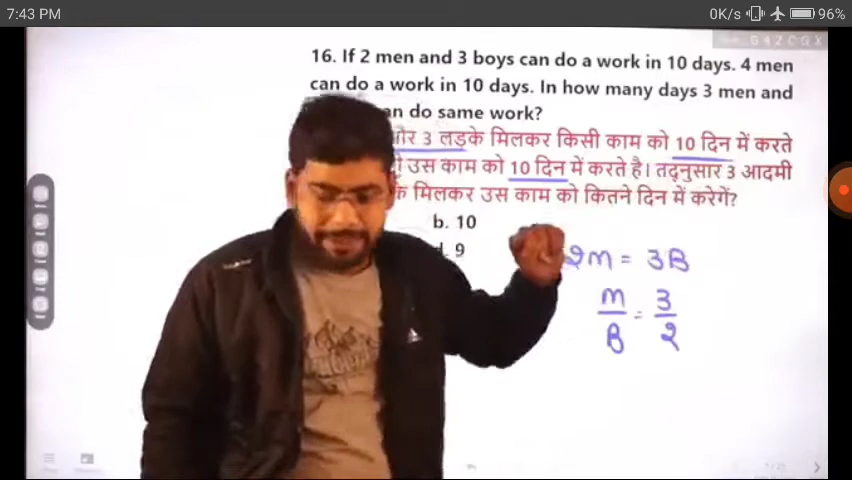 7:43 PM 0K/s 96%
16. If 2 men and 3 boys can do a work in 10 days. 4 men
can do a work in 10 days. In how many days 3 men and
can do same work?
और 3 लड़के मिलकर किसी काम को 10 दिन में करते
उस काम को 10 दिन में करते है। तद्नुसार 3 आदमी
के मिलकर उस काम को कितने दिन में करेगें?
b. 10
d. 9
2M = 3B
M/B = 3/2